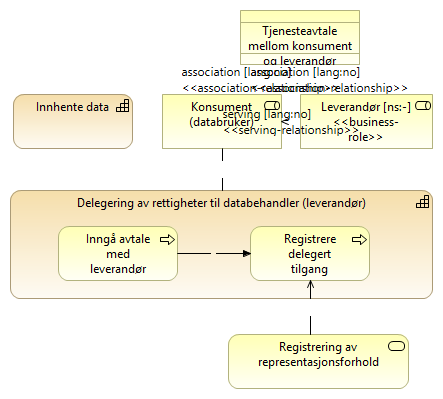 Tjenesteavtale
mellom konsument
og leverandør
association [lang:no]
association [lang:no]
<<association-relationship>>
<<association-relationship>>
Innhente data
Konsument
(databruker)
Leverandør [ns:-]
<<business-
role>>
serving [lang:no]
<<serving-relationship>>
Delegering av rettigheter til databehandler (leverandør)
Inngå avtale
med
leverandør
Registrere
delegert
tilgang
Registrering av
representasjonsforhold